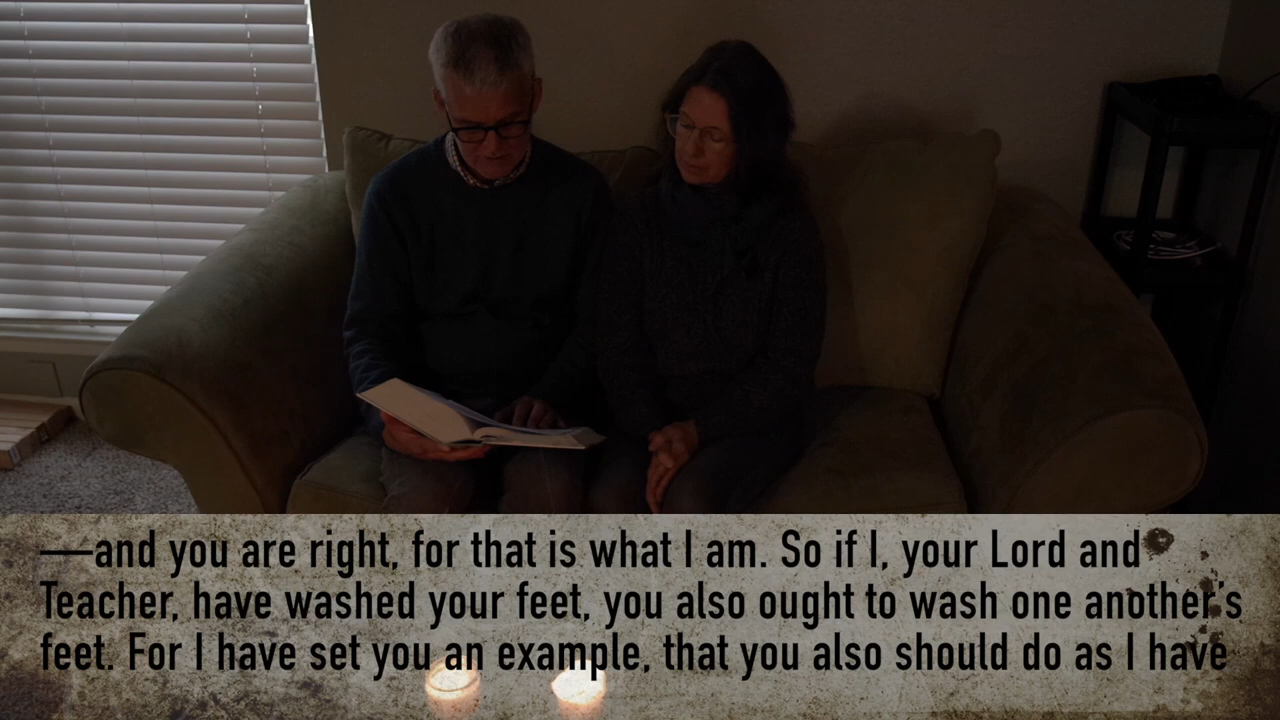 —and you are right, for that is what I am. So if I, your Lord and
Teacher, have washed your feet, you also ought to wash one another's
feet. For I have set you an example, that you also should do as I have